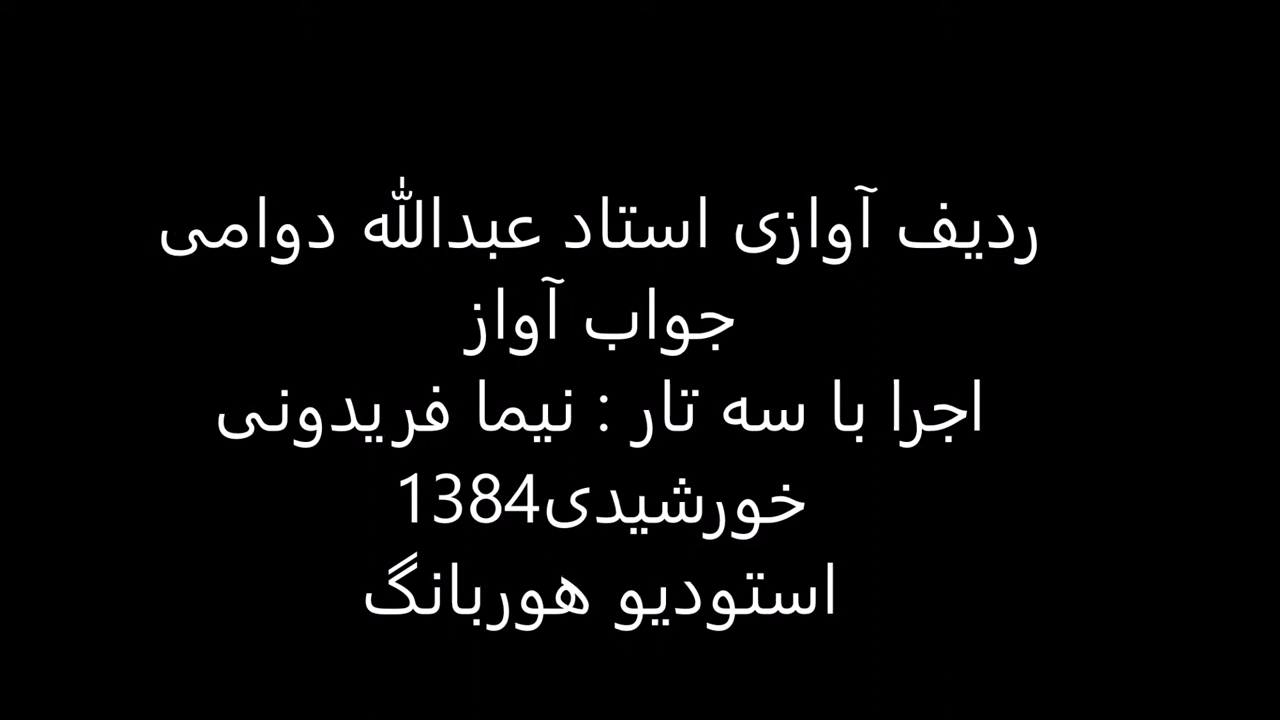 ردیف آوازی استاد عبدالله دوامی
جواب آواز
اجرا با سه تار : نیما فریدونی
خورشیدی1384
استودیو هوربانگ